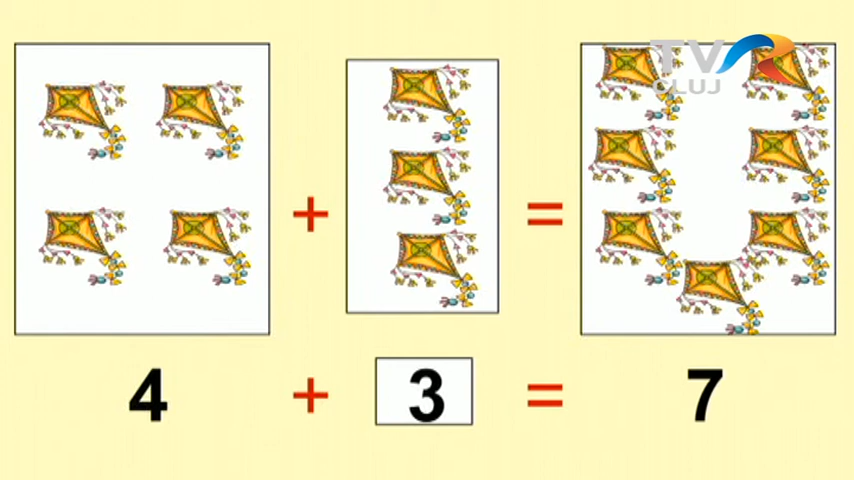 TVR
CLUJ
+ =
4 + 3 = 7